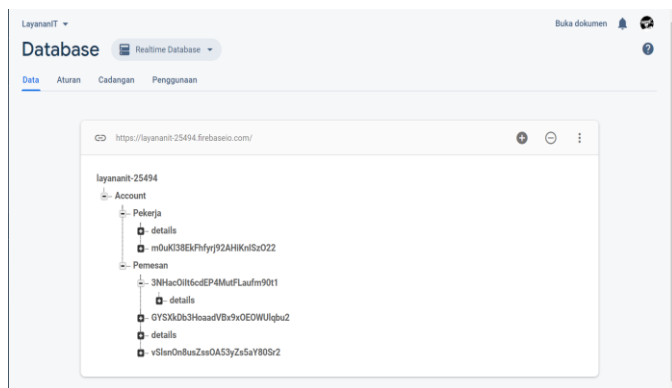 LayananIT
Buka dokumen
Database
Realtime Database
Data Aturan Cadangan Penggunaan
https://layananit-25494.firebaseio.com/
layananit-25494
Account
Pekerja
details
m0uKl38EkFhfyrj92AHiKnlSzO22
Pemesan
3NHacOiIt6cdEP4MutFLaufm90t1
details
GYSXkDb3HoaadVBx9xOEOWUlqbu2
details
vSlsnOn8usZssOA53yZs5aY80Sr2